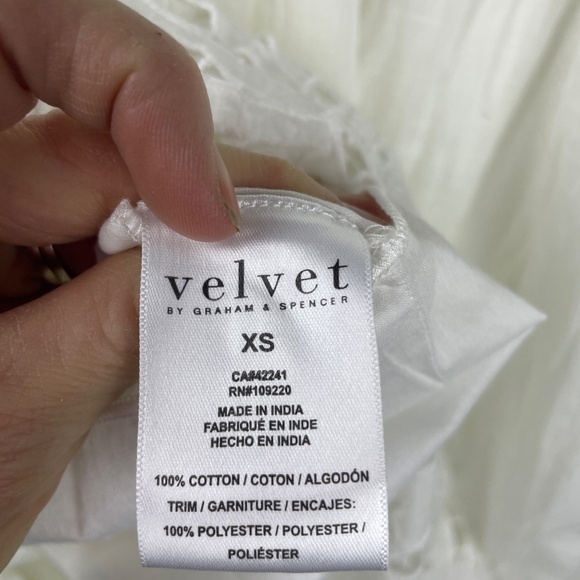 velvet
BY GRAHAM & SPENCER
XS
CA#42241
RN#109220
MADE IN INDIA
FABRIQUÉ EN INDE
HECHO EN INDIA
100% COTTON / COTON / ALGODÓN
TRIM / GARNITURE / ENCAJES:
100% POLYESTER / POLYESTER /
POLIÉSTER